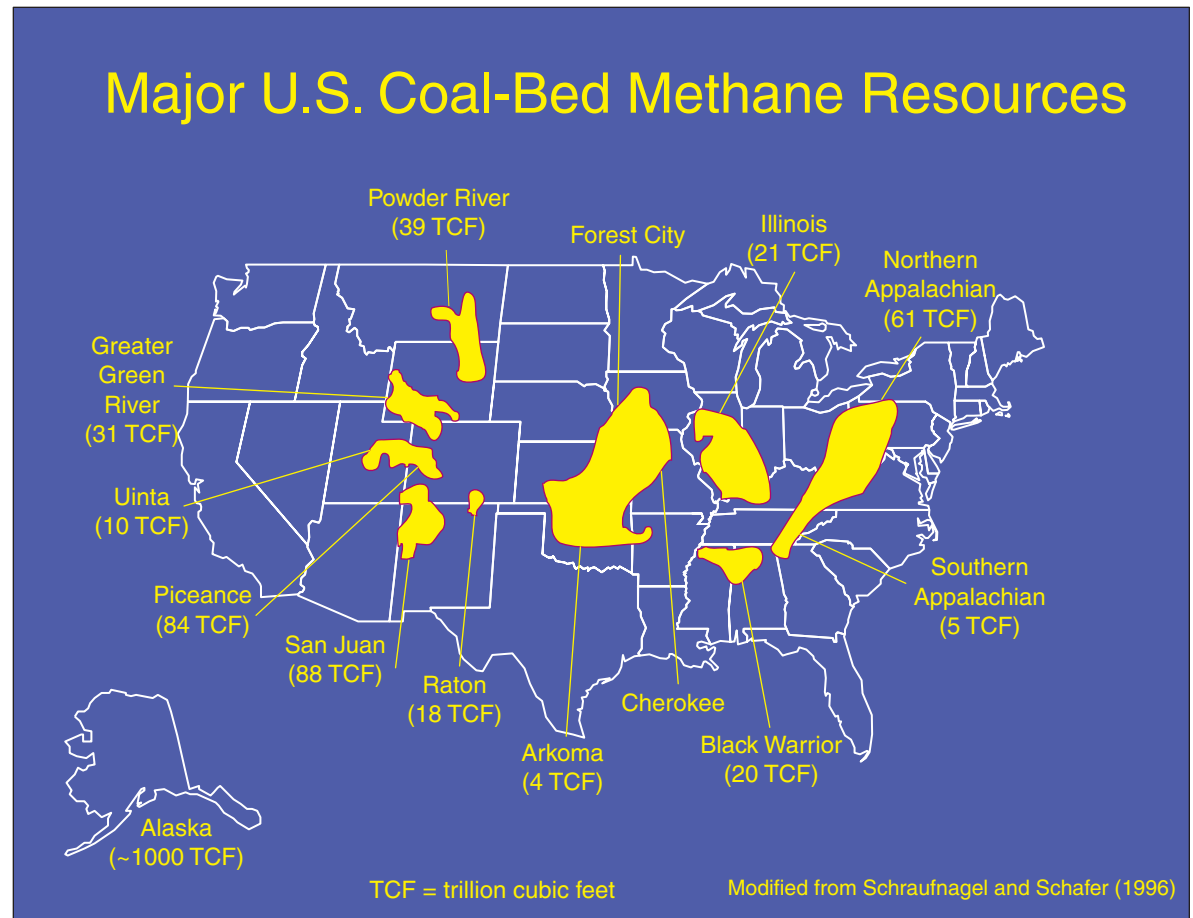 Major U.S. Coal-Bed Methane Resources
Powder River
(39 TCF)
Forest City
Illinois
(21 TCF)
Northern
Appalachian
(61 TCF)
Greater
Green
River
(31 TCF)
Uinta
(10 TCF)
Piceance
(84 TCF)
San Juan
(88 TCF)
Raton
(18 TCF)
Arkoma
(4 TCF)
Cherokee
Black Warrior
(20 TCF)
Southern
Appalachian
(5 TCF)
Alaska
(~1000 TCF)
TCF = trillion cubic feet
Modified from Schraufnagel and Schafer (1996)